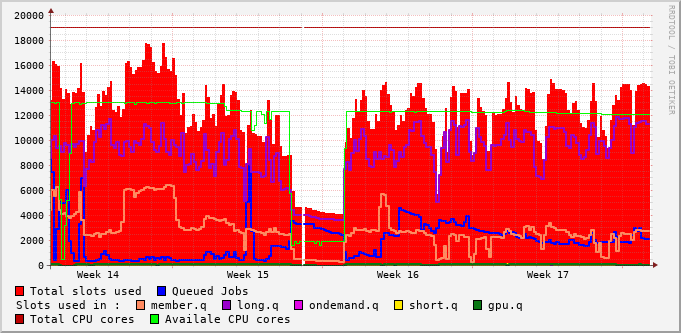 20000
18000
16000
14000
12000
10000
8000
6000
4000
2000
0
Week 14 Week 15 Week 16 Week 17
RRDTOOL / TOBI OETIKER
Total slots used Queued Jobs
Slots used in : member.q long.q ondemand.q short.q gpu.q
Total CPU cores Availale CPU cores